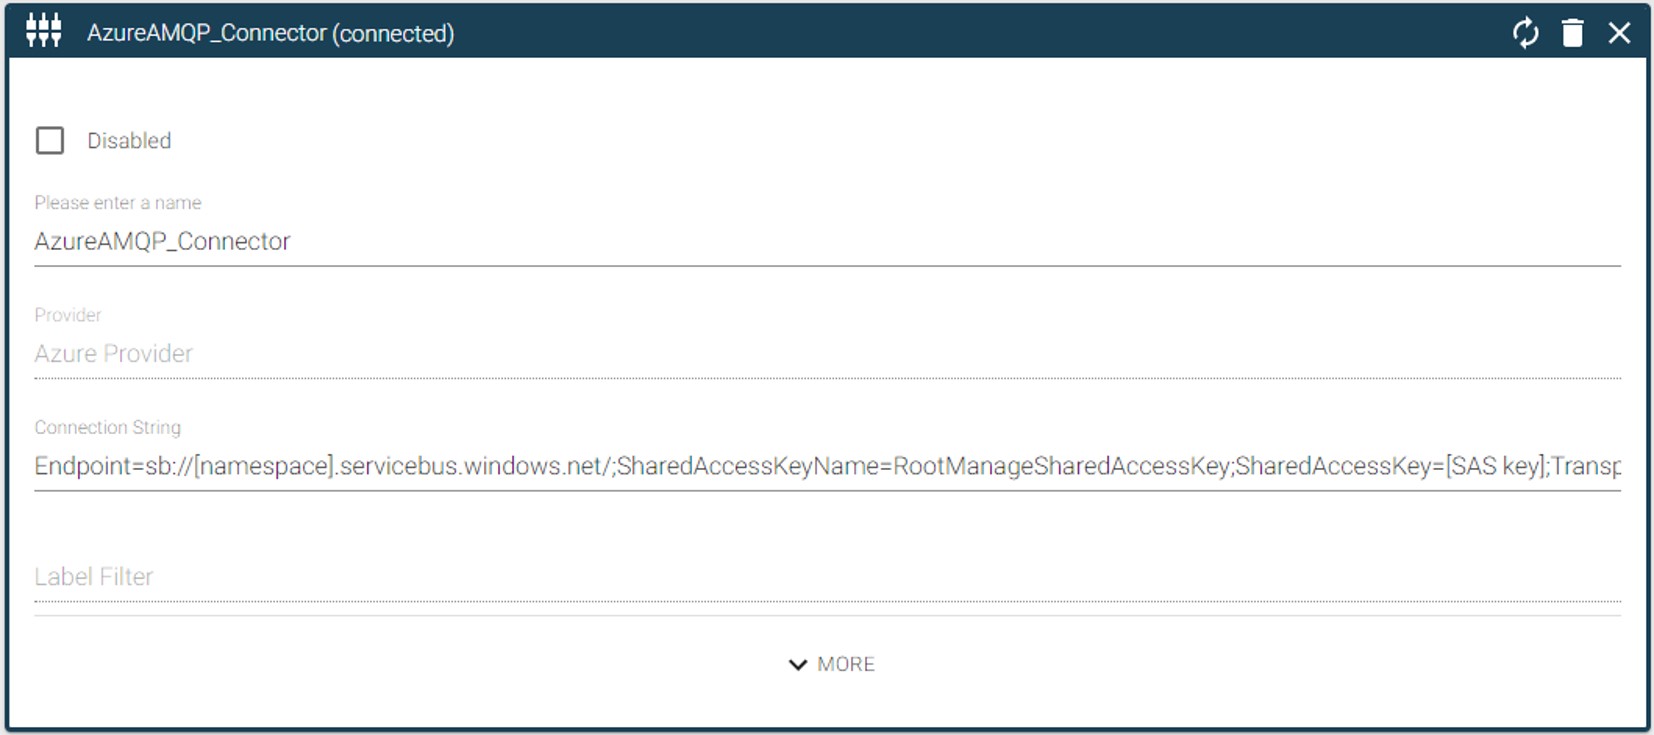 AzureAMQP_Connector (connected)
Disabled
Please enter a name
AzureAMQP_Connector
Provider
Azure Provider
Connection String
Endpoint=sb://[namespace].servicebus.windows.net/;SharedAccessKeyName=RootManageSharedAccessKey;SharedAccessKey=[SAS key];Transp
Label Filter
MORE